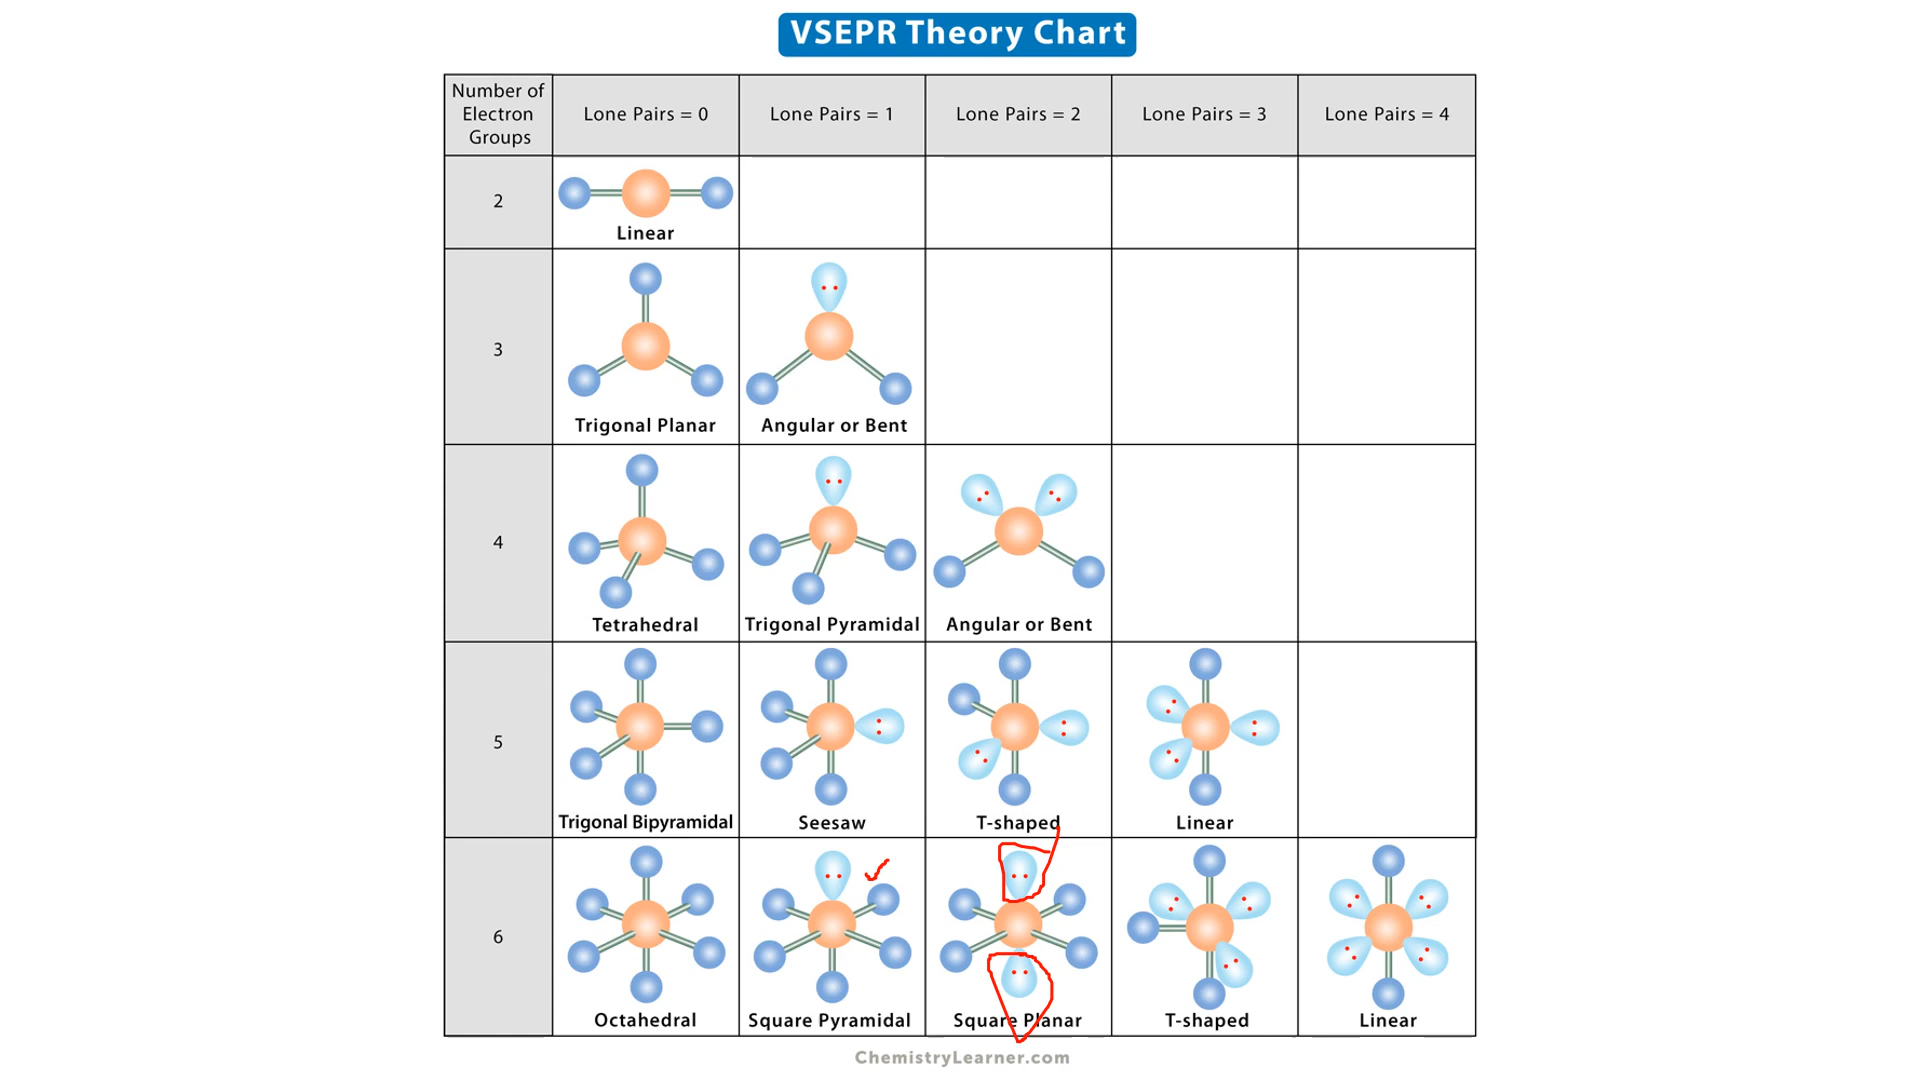 VSEPR Theory Chart
Number of
Electron
Groups
Lone Pairs = 0
Lone Pairs = 1
Lone Pairs = 2
Lone Pairs = 3
Lone Pairs = 4
2
Linear
3
Trigonal Planar
Angular or Bent
4
Tetrahedral
Trigonal Pyramidal
Angular or Bent
5
Trigonal Bipyramidal
Seesaw
T-shaped
Linear
6
Octahedral
Square Pyramidal
Square Planar
T-shaped
Linear
ChemistryLearner.com